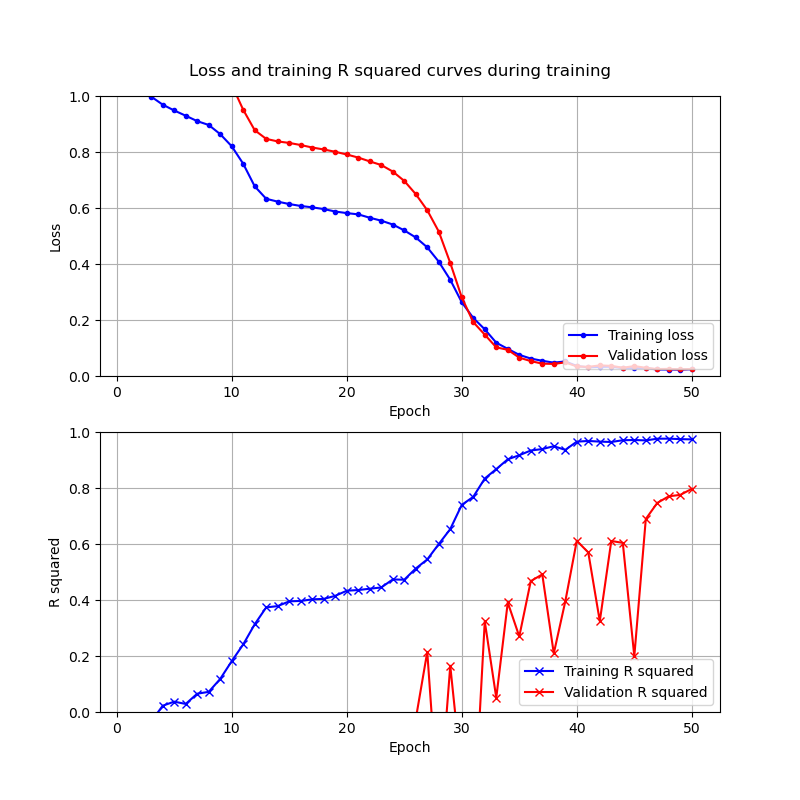 Loss and training R squared curves during training
1.0
0.8
0.6
0.4
0.2
0.0
Loss
Training loss
Validation loss
0 10 20 30 40 50
Epoch
1.0
0.8
0.6
0.4
0.2
0.0
R squared
Training R squared
Validation R squared
0 10 20 30 40 50
Epoch